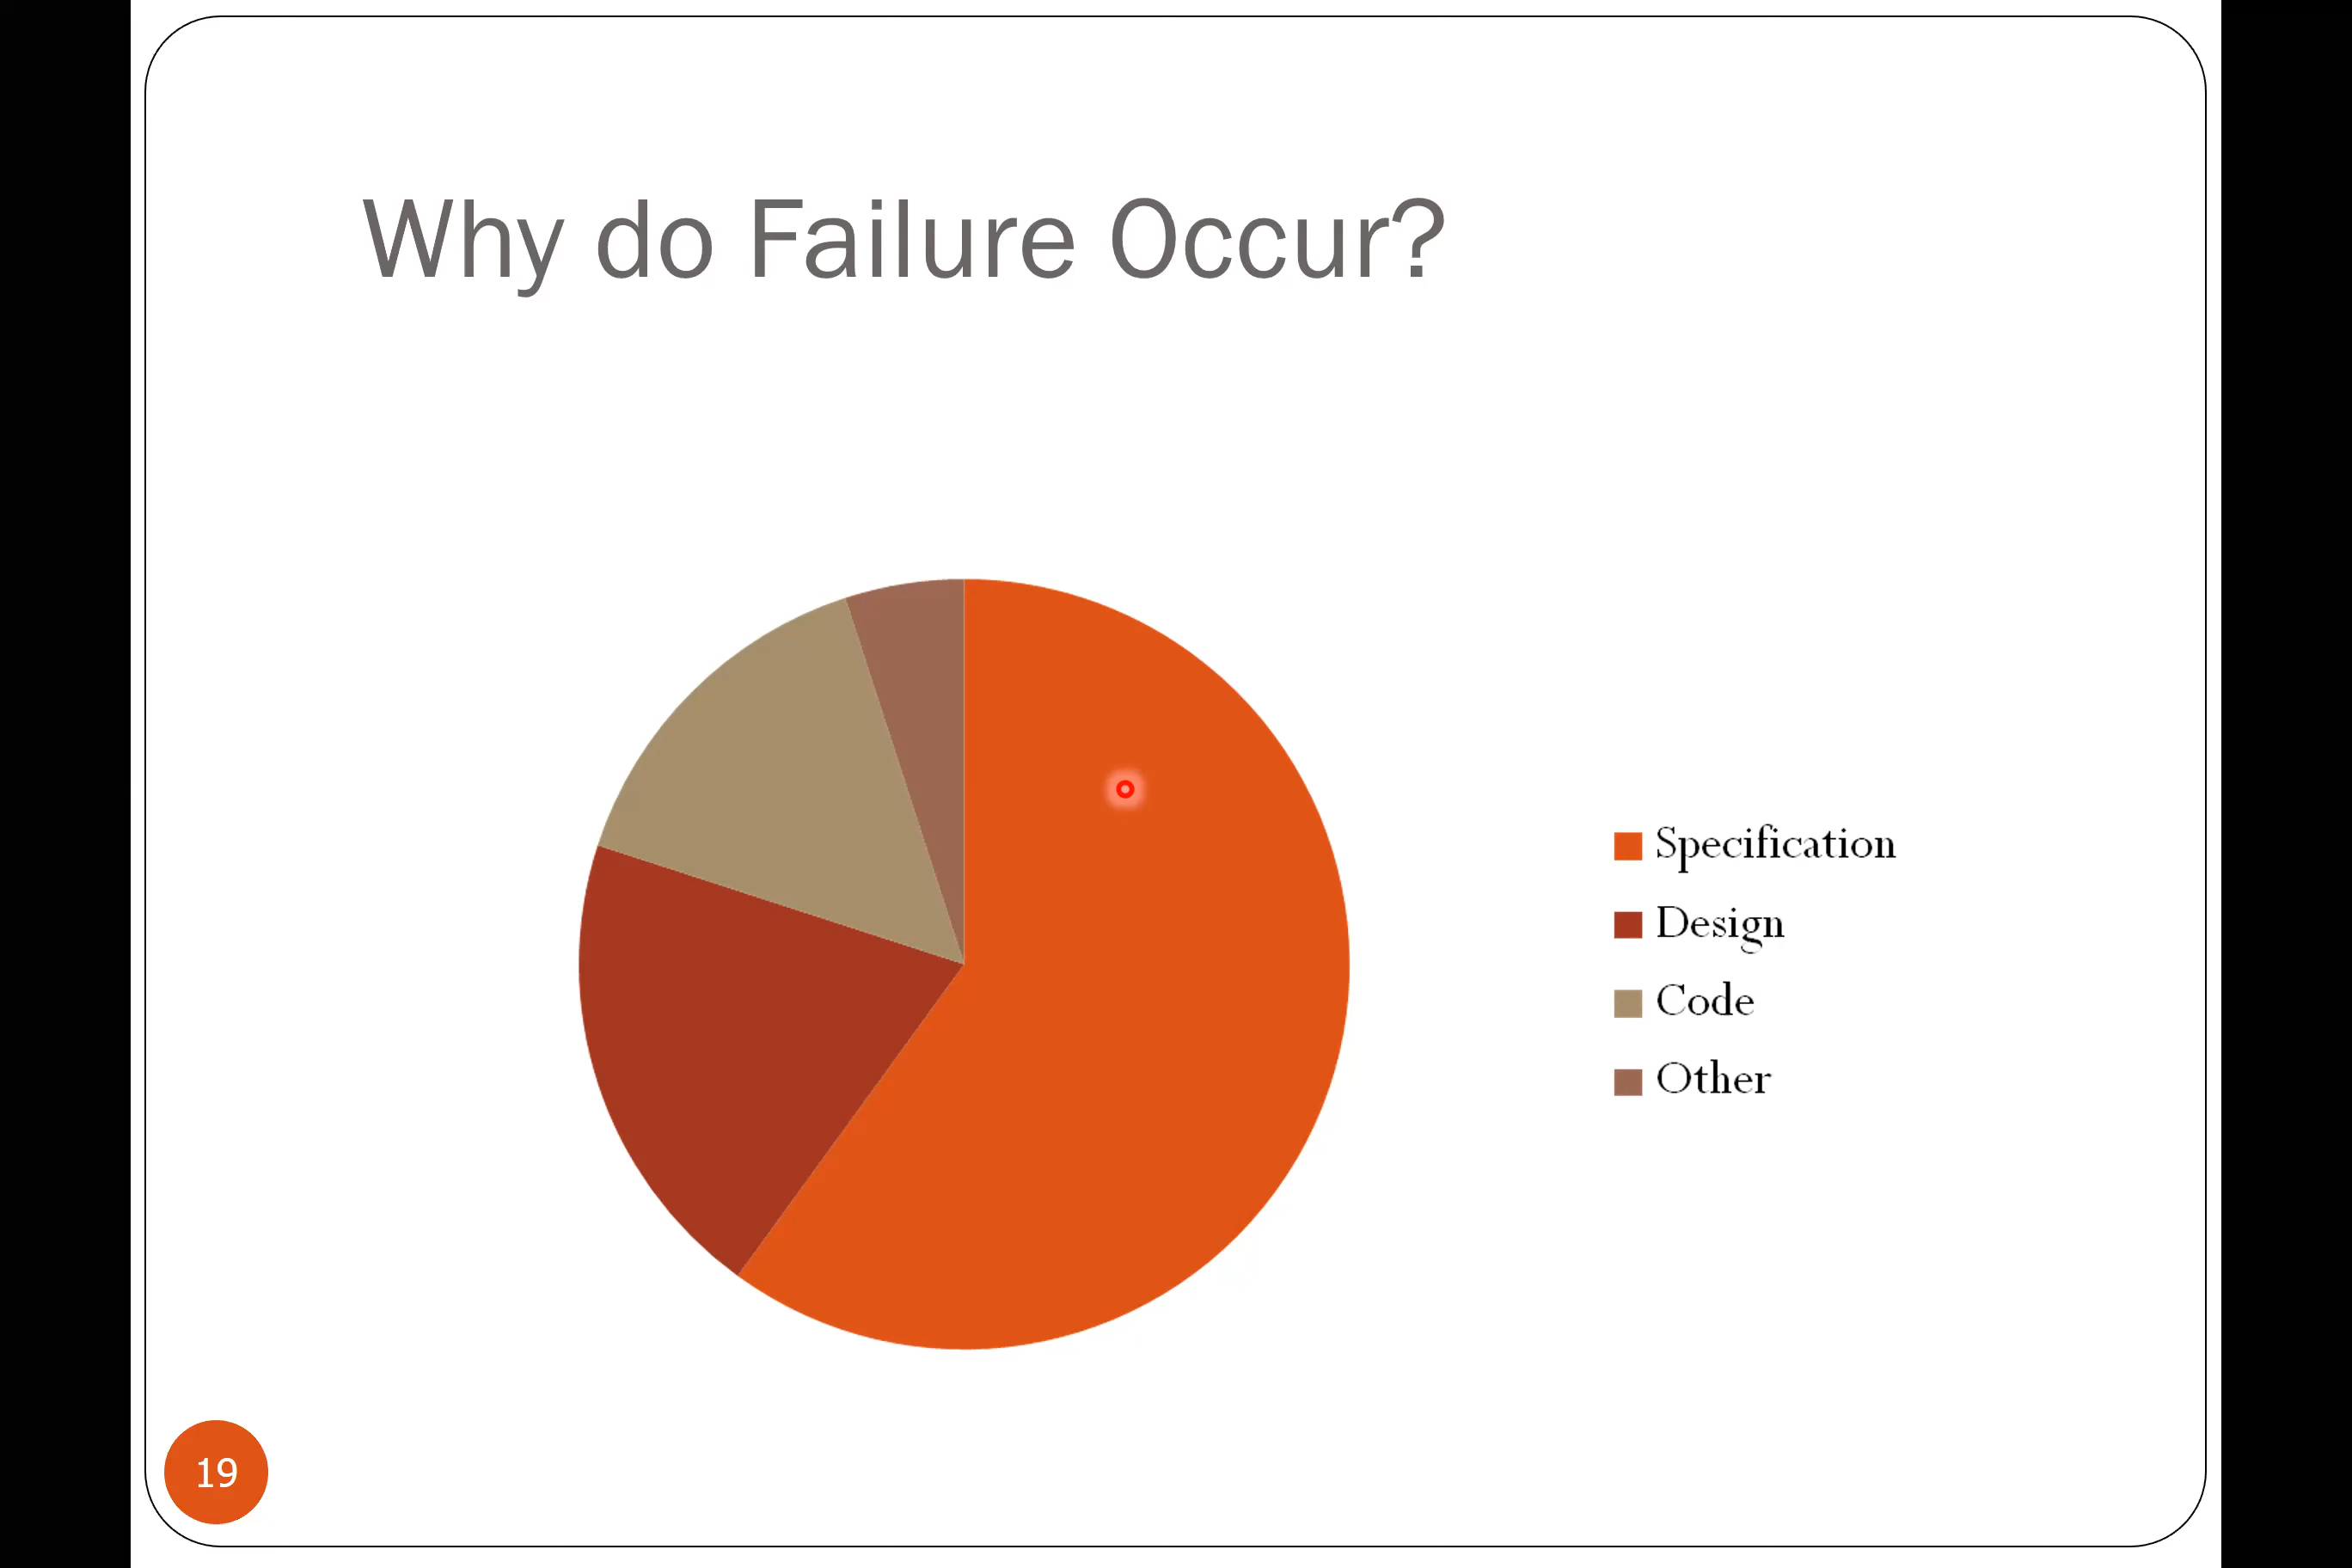 Why do Failure Occur?
Specification
Design
Code
Other
19